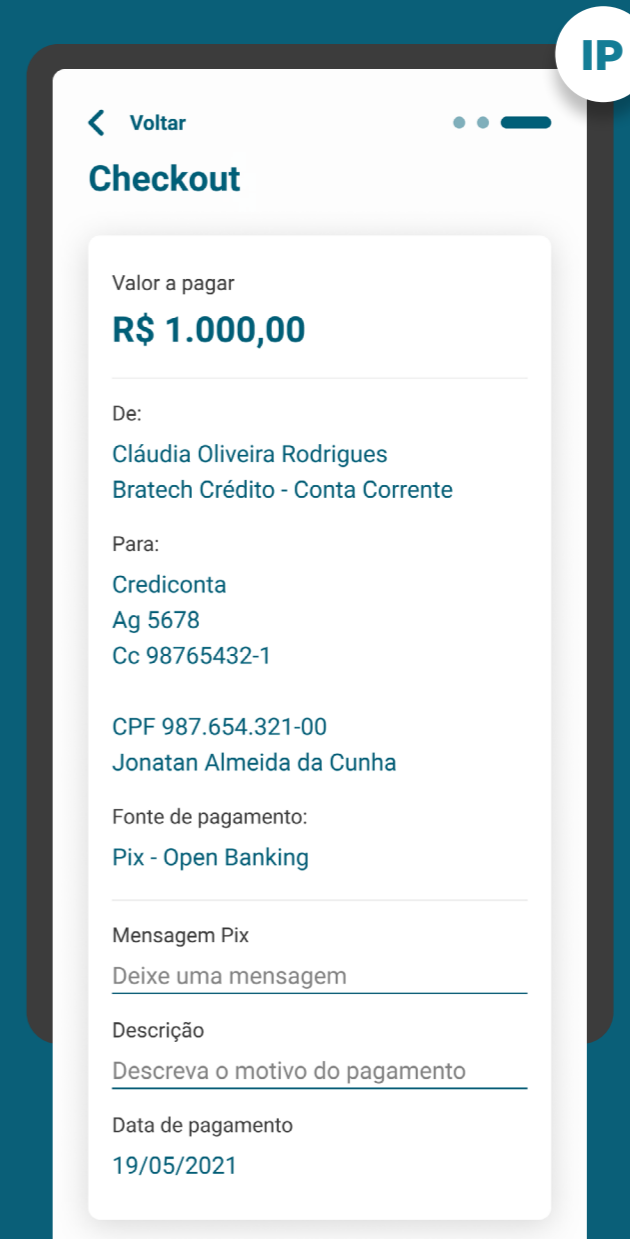 IP
Voltar
Checkout
Valor a pagar
R$ 1.000,00
De:
Cláudia Oliveira Rodrigues
Bratech Crédito - Conta Corrente
Para:
Crediconta
Ag 5678
Cc 98765432-1
CPF 987.654.321-00
Jonatan Almeida da Cunha
Fonte de pagamento:
Pix - Open Banking
Mensagem Pix
Deixe uma mensagem
Descrição
Descreva o motivo do pagamento
Data de pagamento
19/05/2021